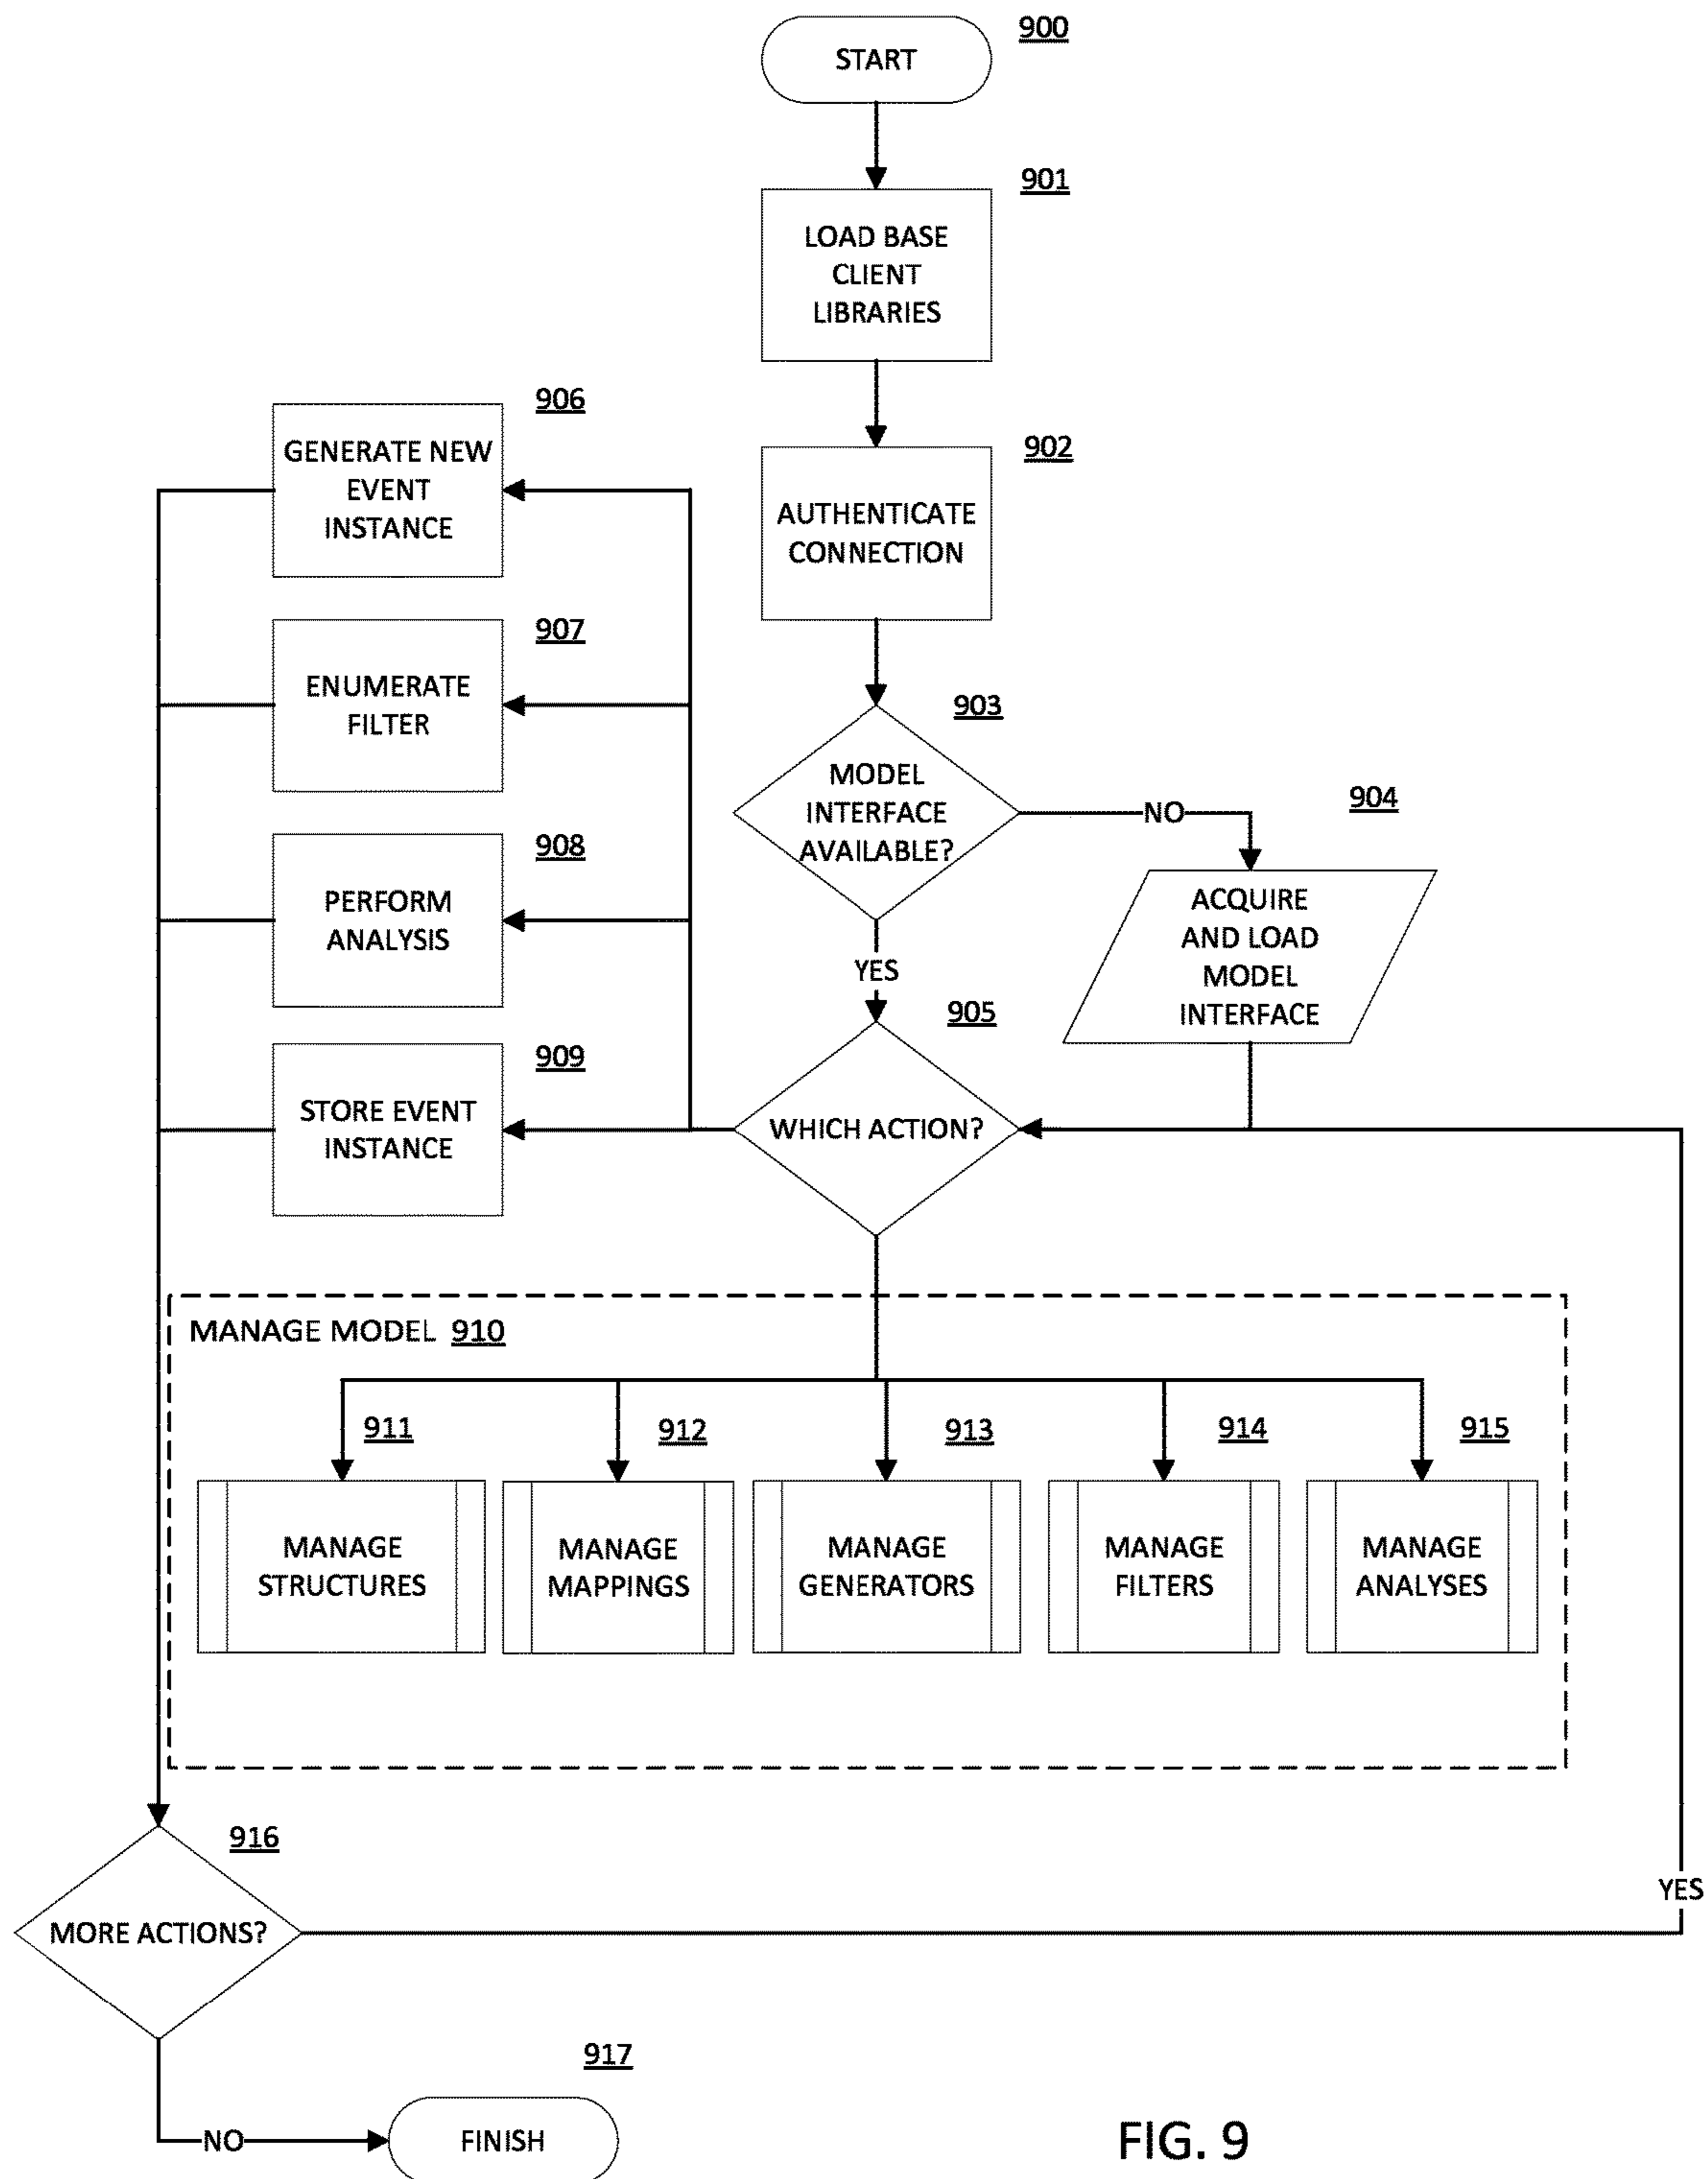 900
START
901
LOAD BASE
CLIENT
LIBRARIES
902
AUTHENTICATE
CONNECTION
903
MODEL
INTERFACE
AVAILABLE?
NO
904
ACQUIRE
AND LOAD
MODEL
INTERFACE
YES
905
WHICH ACTION?
906
GENERATE NEW
EVENT
INSTANCE
907
ENUMERATE
FILTER
908
PERFORM
ANALYSIS
909
STORE EVENT
INSTANCE
MANAGE MODEL 910
911
MANAGE
STRUCTURES
912
MANAGE
MAPPINGS
913
MANAGE
GENERATORS
914
MANAGE
FILTERS
915
MANAGE
ANALYSES
916
MORE ACTIONS?
YES
NO
917
FINISH
FIG. 9